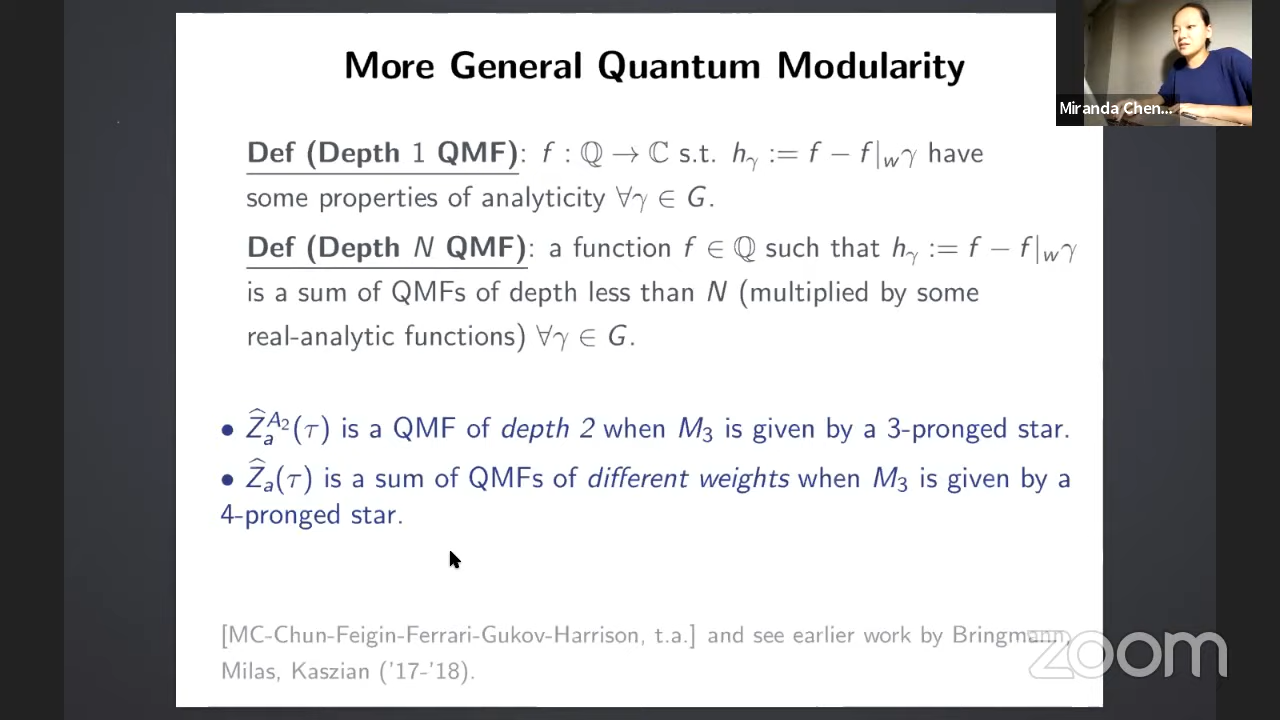 More General Quantum Modularity
Miranda Chen...
Def (Depth 1 QMF): f : ℚ → ℂ s.t. h_γ := f − f|_wγ have
some properties of analyticity ∀γ ∈ G.
Def (Depth N QMF): a function f ∈ ℚ such that h_γ := f − f|_wγ
is a sum of QMFs of depth less than N (multiplied by some
real-analytic functions) ∀γ ∈ G.
• Ẑ_a^{A_2}(τ) is a QMF of depth 2 when M_3 is given by a 3-pronged star.
• Ẑ_a(τ) is a sum of QMFs of different weights when M_3 is given by a
4-pronged star.
[MC-Chun-Feigin-Ferrari-Gukov-Harrison, t.a.] and see earlier work by Bringmann,
Milas, Kaszian ('17-'18).
zoom